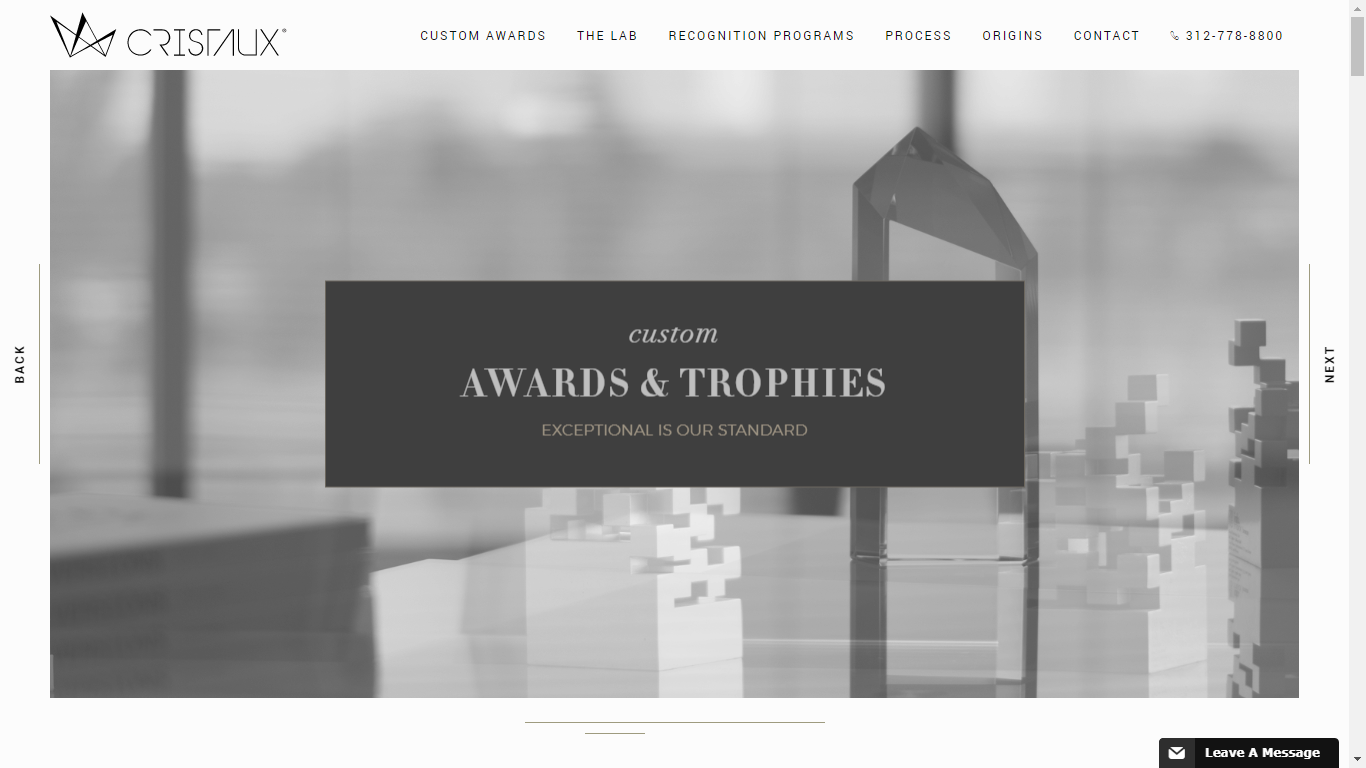 CRISTAUX®
CUSTOM AWARDS
THE LAB
RECOGNITION PROGRAMS
PROCESS
ORIGINS
CONTACT
312-778-8800
BACK
custom
AWARDS & TROPHIES
EXCEPTIONAL IS OUR STANDARD
NEXT
Leave A Message